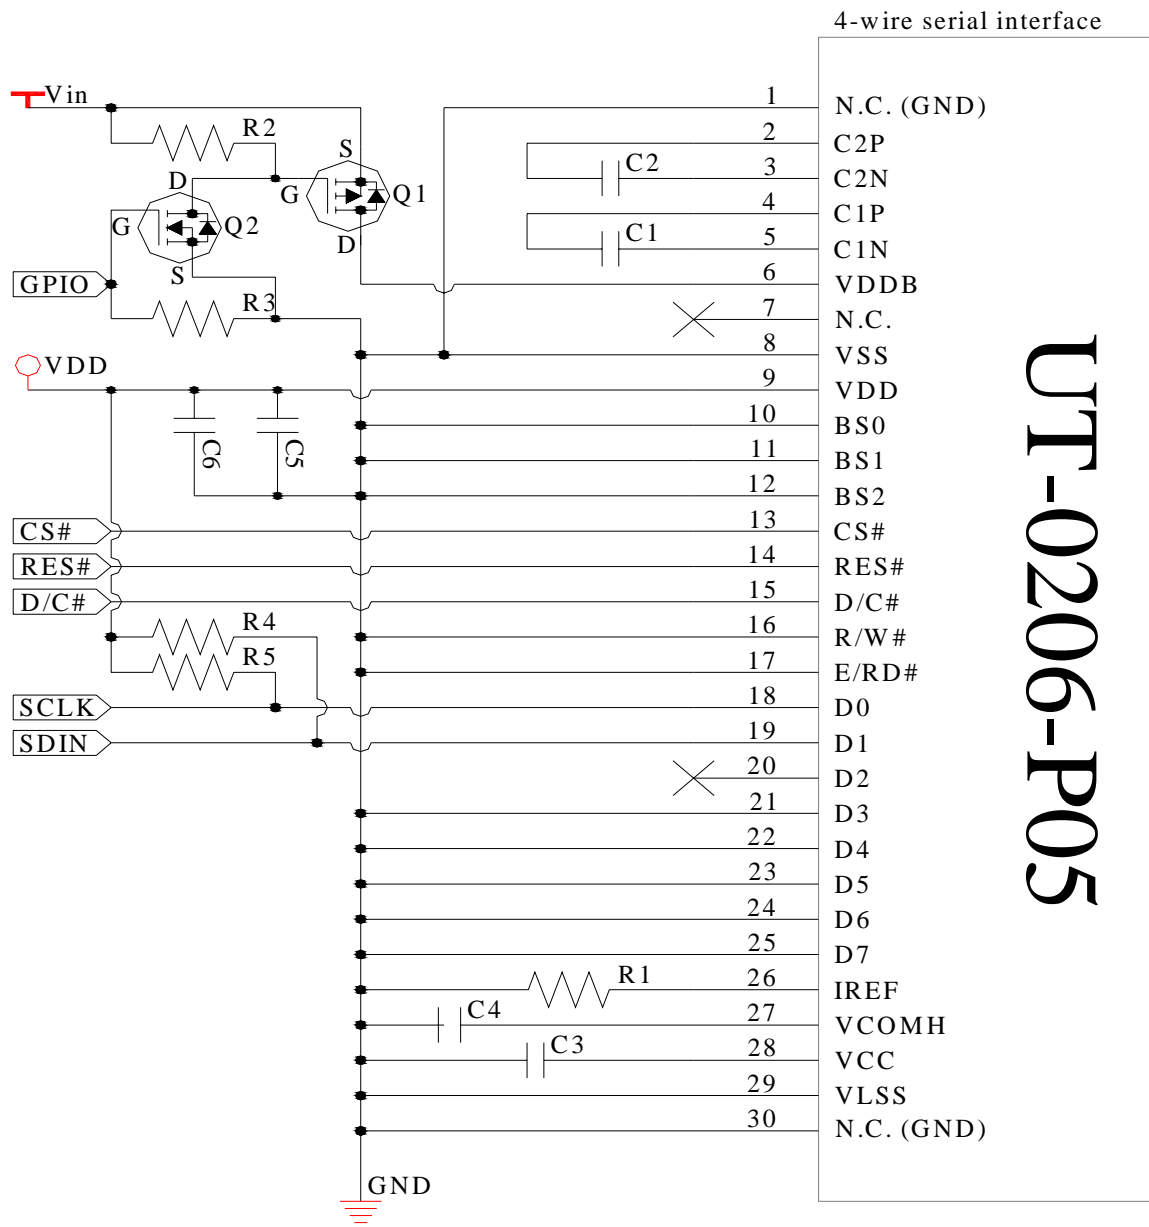 4-wire serial interface
Vin
R2
S
G
D
Q1
D
G
Q2
S
GPIO
R3
VDD
C6
C5
CS#
RES#
D/C#
R4
R5
SCLK
SDIN
C2
C1
R1
C4
C3
GND
1 N.C. (GND)
2 C2P
3 C2N
4 C1P
5 C1N
6 VDDB
7 N.C.
8 VSS
9 VDD
10 BS0
11 BS1
12 BS2
13 CS#
14 RES#
15 D/C#
16 R/W#
17 E/RD#
18 D0
19 D1
20 D2
21 D3
22 D4
23 D5
24 D6
25 D7
26 IREF
27 VCOMH
28 VCC
29 VLSS
30 N.C. (GND)
UT-0206-P05